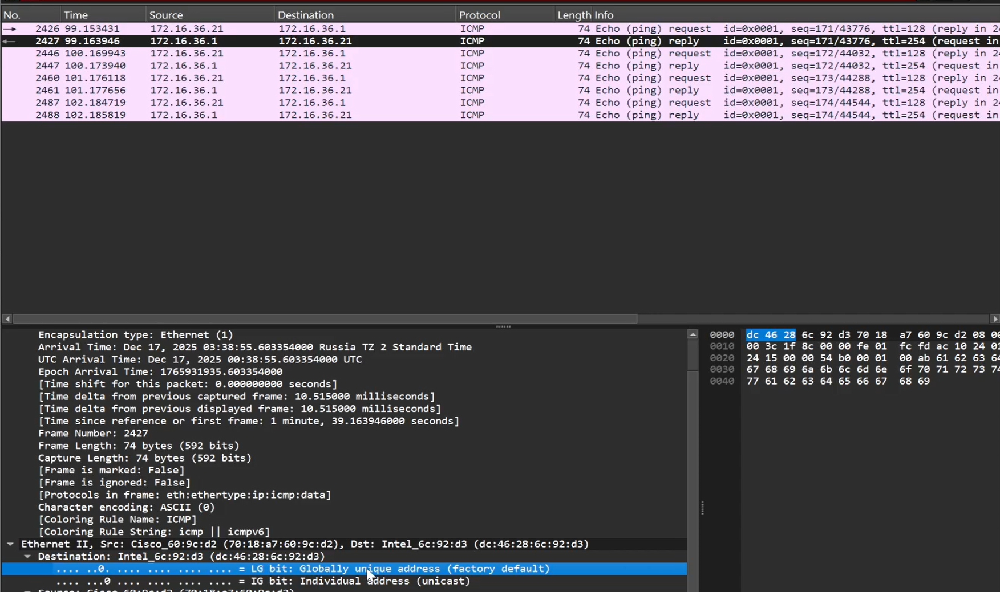 No. Time Source Destination Protocol Length Info
2426 99.153431 172.16.36.21 172.16.36.1 ICMP 74 Echo (ping) request id=0x0001, seq=171/43776, ttl=128 (reply in 24
2427 99.163946 172.16.36.1 172.16.36.21 ICMP 74 Echo (ping) reply id=0x0001, seq=171/43776, ttl=254 (request in
2446 100.169943 172.16.36.21 172.16.36.1 ICMP 74 Echo (ping) request id=0x0001, seq=172/44032, ttl=128 (reply in 24
2447 100.173940 172.16.36.1 172.16.36.21 ICMP 74 Echo (ping) reply id=0x0001, seq=172/44032, ttl=254 (request in
2460 101.176118 172.16.36.21 172.16.36.1 ICMP 74 Echo (ping) request id=0x0001, seq=173/44288, ttl=128 (reply in 24
2461 101.177656 172.16.36.1 172.16.36.21 ICMP 74 Echo (ping) reply id=0x0001, seq=173/44288, ttl=254 (request in
2487 102.184719 172.16.36.21 172.16.36.1 ICMP 74 Echo (ping) request id=0x0001, seq=174/44544, ttl=128 (reply in 24
2488 102.185819 172.16.36.1 172.16.36.21 ICMP 74 Echo (ping) reply id=0x0001, seq=174/44544, ttl=254 (request in
Encapsulation type: Ethernet (1)
Arrival Time: Dec 17, 2025 03:38:55.603354000 Russia TZ 2 Standard Time
UTC Arrival Time: Dec 17, 2025 00:38:55.603354000 UTC
Epoch Arrival Time: 1765931935.603354000
[Time shift for this packet: 0.000000000 seconds]
[Time delta from previous captured frame: 10.515000 milliseconds]
[Time delta from previous displayed frame: 10.515000 milliseconds]
[Time since reference or first frame: 1 minute, 39.163946000 seconds]
Frame Number: 2427
Frame Length: 74 bytes (592 bits)
Capture Length: 74 bytes (592 bits)
[Frame is marked: False]
[Frame is ignored: False]
[Protocols in frame: eth:ethertype:ip:icmp:data]
Character encoding: ASCII (0)
[Coloring Rule Name: ICMP]
[Coloring Rule String: icmp || icmpv6]
Ethernet II, Src: Cisco_60:9c:d2 (70:18:a7:60:9c:d2), Dst: Intel_6c:92:d3 (dc:46:28:6c:92:d3)
Destination: Intel_6c:92:d3 (dc:46:28:6c:92:d3)
.... ..0. .... .... .... .... = LG bit: Globally unique address (factory default)
.... ...0 .... .... .... .... = IG bit: Individual address (unicast)
Source: Cisco_60:9c:d2 (70:18:a7:60:9c:d2)
0000 dc 46 28 6c 92 d3 70 18 a7 60 9c d2 08 00
0010 00 3c 1f 8c 00 00 fe 01 fc fd ac 10 24 01
0020 24 15 00 00 54 b0 00 01 00 ab 61 62 63 64
0030 67 68 69 6a 6b 6c 6d 6e 6f 70 71 72 73 74
0040 77 61 62 63 64 65 66 67 68 69